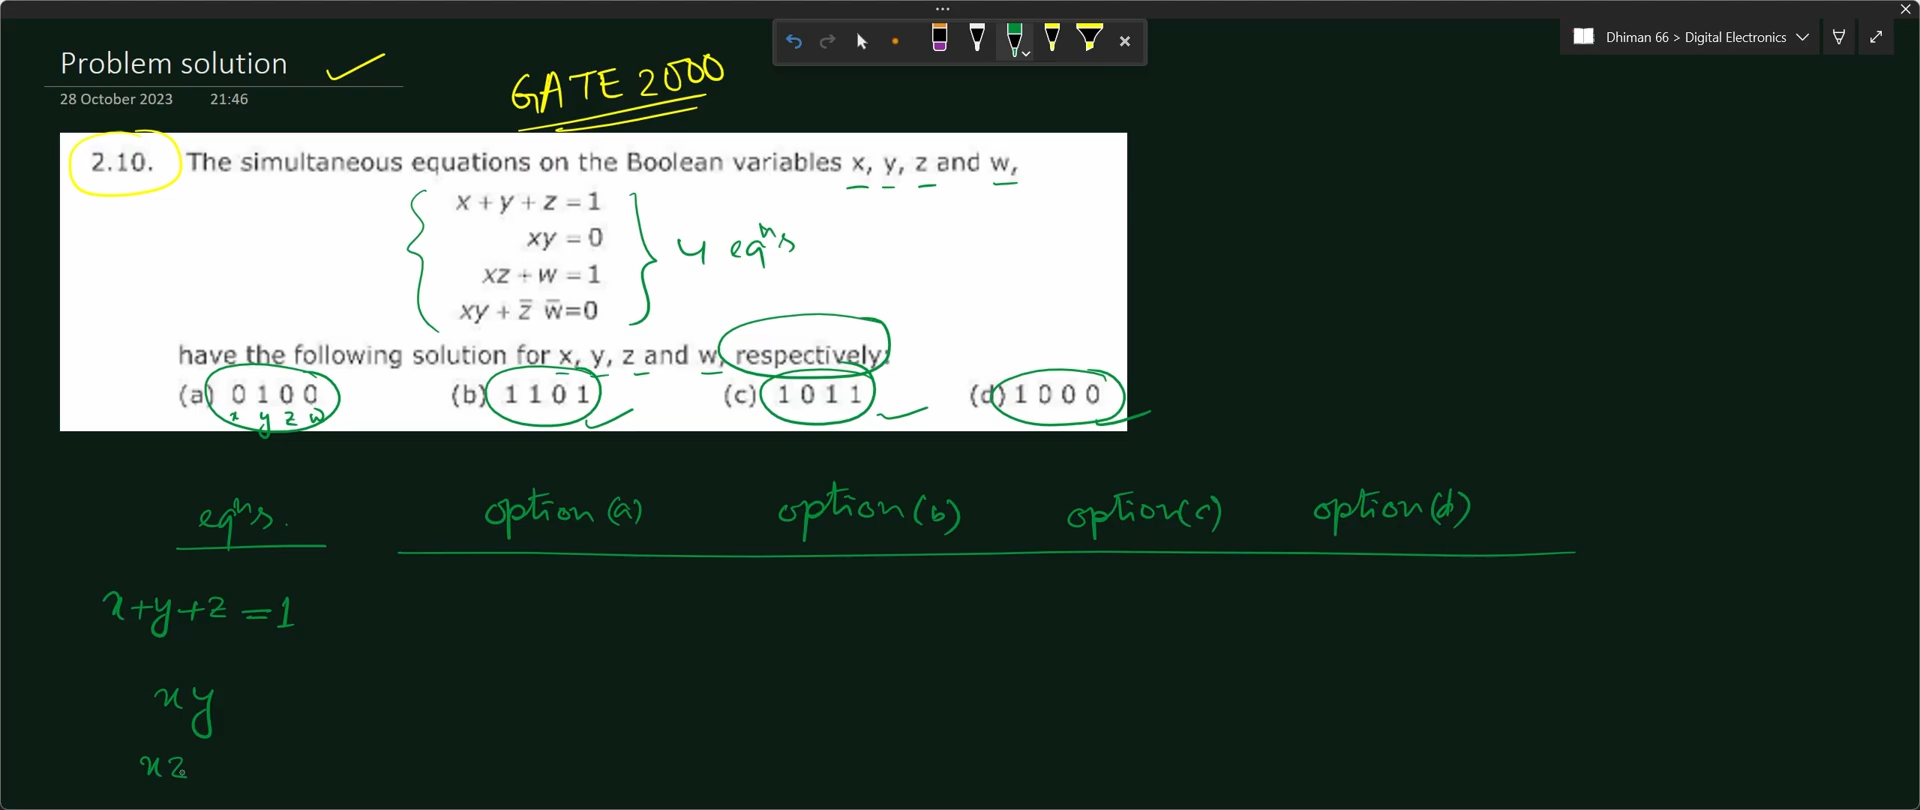 Dhiman 66 > Digital Electronics
Problem solution
28 October 2023 21:46
GATE 2000
2.10. The simultaneous equations on the Boolean variables x, y, z and w,
x + y + z = 1
xy = 0
4 eqⁿs
xz + w = 1
xy + z̅ w̅=0
have the following solution for x, y, z and w, respectively:
(a) 0 1 0 0 (b) 1 1 0 1 (c) 1 0 1 1 (d) 1 0 0 0
x y z w
eqⁿs. option (a) option (b) option (c) option (d)
x+y+z = 1
xy
xz